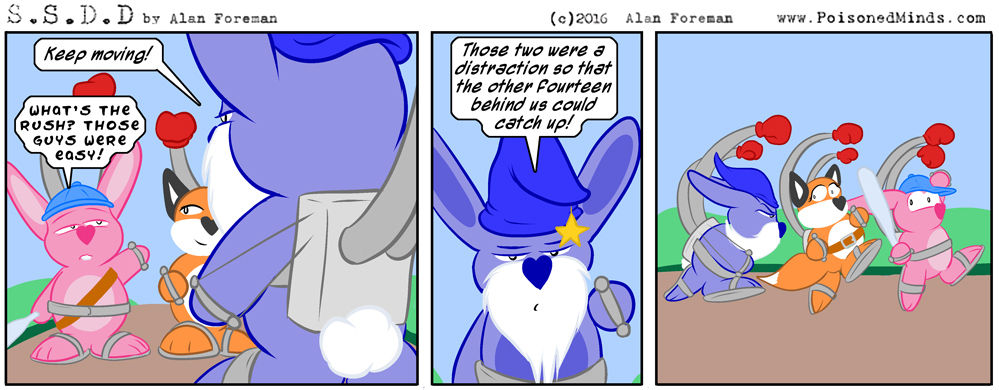 S.S.D.D by Alan Foreman (c)2016 Alan Foreman www.PoisonedMinds.com
Keep moving!
WHAT'S THE
RUSH? THOSE
GUYS WERE
easy!
Those two were a
distraction so that
the other fourteen
behind us could
catch up!